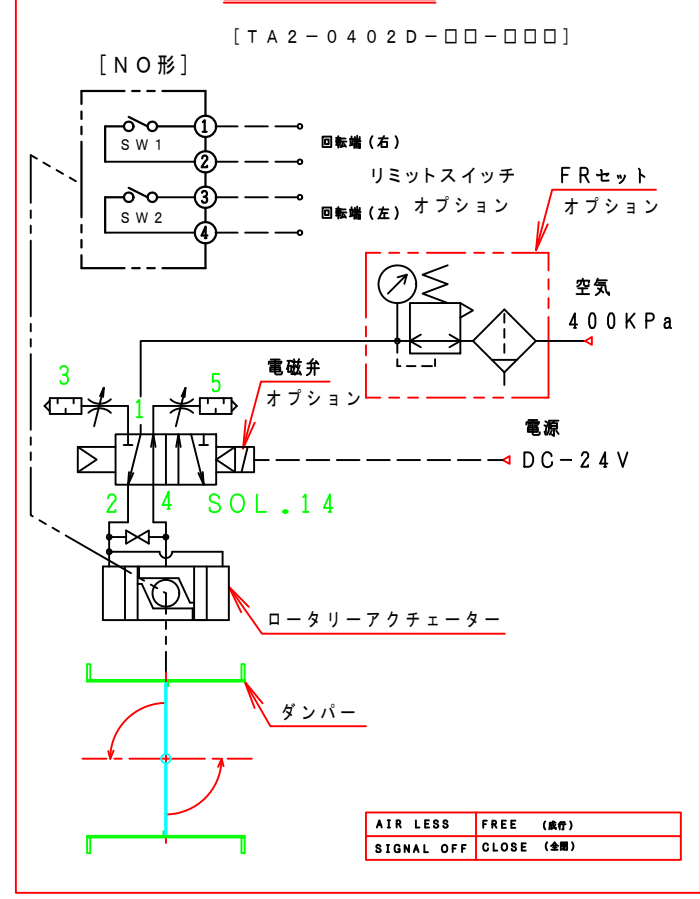 [TA2-0402D-□□-□□□]
[NO形]
SW1
1
2
回転端(右)
SW2
3
4
回転端(左)
リミットスイッチ
オプション
FRセット
オプション
空気
400KPa
電磁弁
オプション
3
1
5
電源
DC-24V
2
4
SOL.14
ロータリーアクチェーター
ダンパー
AIR LESS FREE (成行)
SIGNAL OFF CLOSE (全閉)